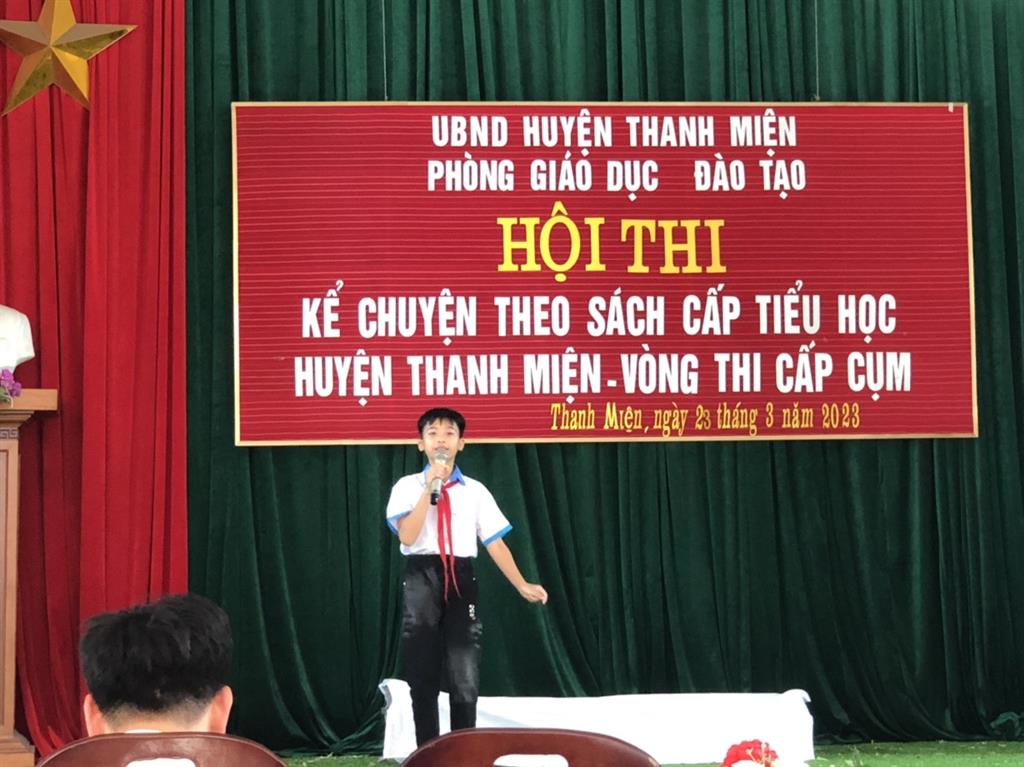 UBND HUYỆN THANH MIỆN
PHÒNG GIÁO DỤC ĐÀO TẠO
HỘI THI
KỂ CHUYỆN THEO SÁCH CẤP TIỂU HỌC
HUYỆN THANH MIỆN - VÒNG THI CẤP CỤM
Thanh Miện, ngày 23 tháng 3 năm 2023